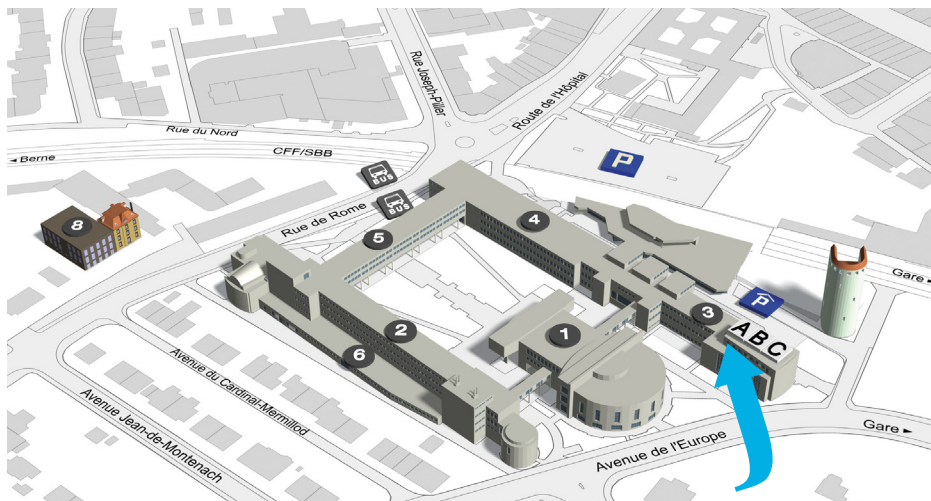 Rue Joseph-Piller
Route de l'Hôpital
Rue du Nord
◄ Berne
CFF/SBB
P
BUS
BUS
Rue de Rome
8
4
5
Gare ►
P
3
2
1
A B C
6
Avenue du Cardinal-Mermillod
Avenue Jean-de-Montenach
Avenue de l'Europe
Gare ►